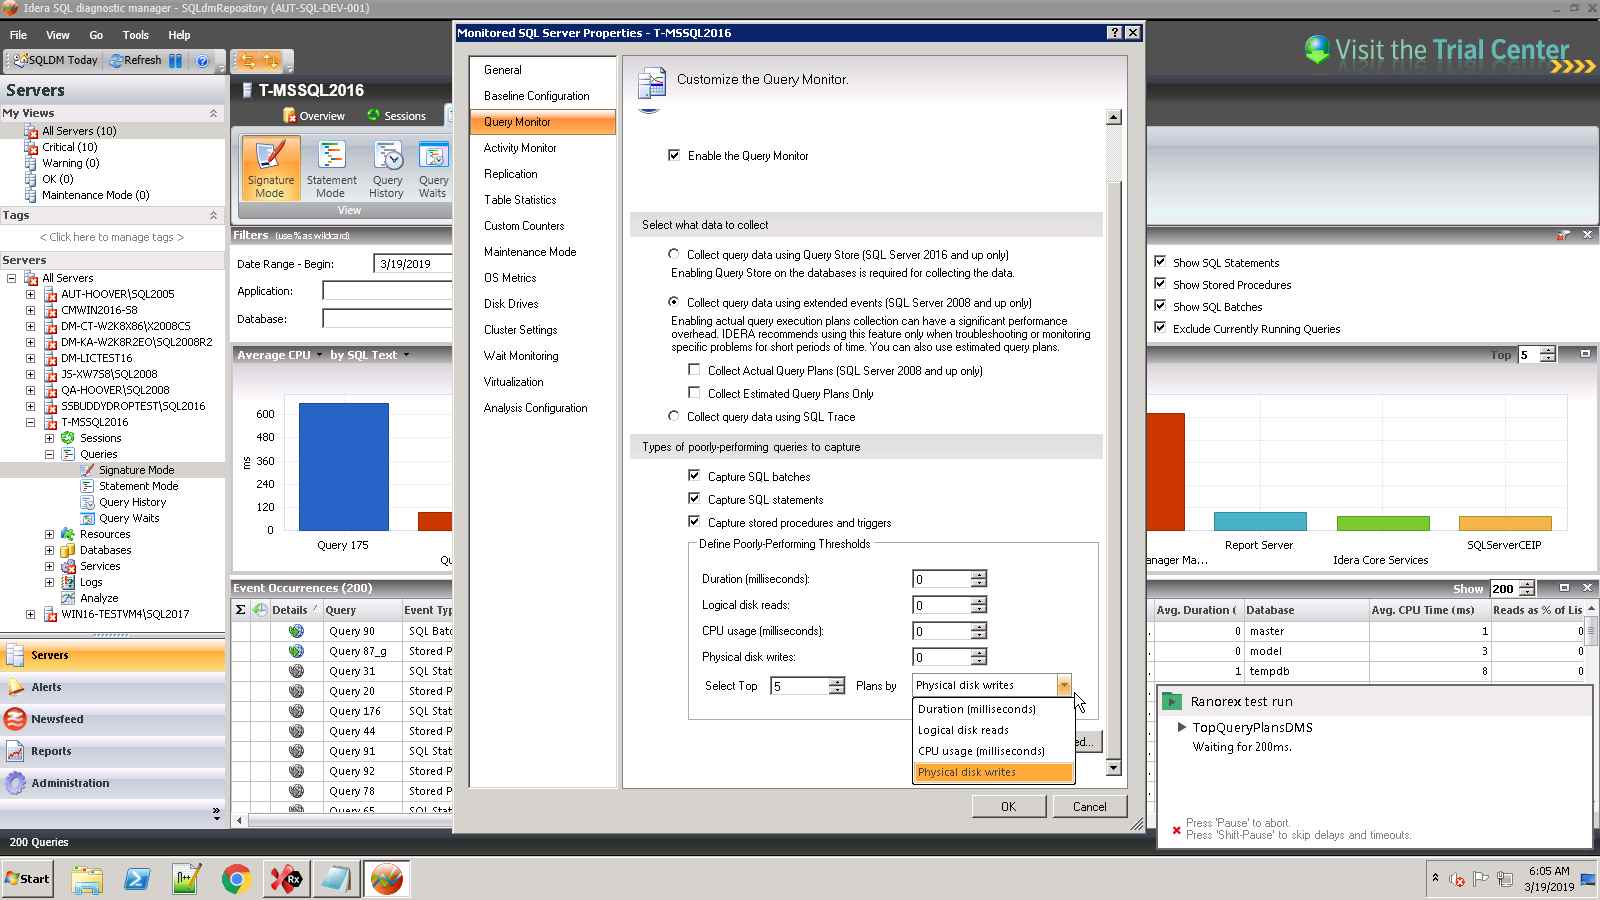 Idera SQL diagnostic manager - SQLdmRepository (AUT-SQL-DEV-001)
File View Go Tools Help
SQLDM Today Refresh
Visit the Trial Center
Servers
My Views
All Servers (10)
Critical (10)
Warning (0)
OK (0)
Maintenance Mode (0)
Tags
< Click here to manage tags >
Servers
All Servers
AUT-HOOVER\SQL2005
CMWIN2016-S8
DM-CT-W2K8X86\X2008CS
DM-KA-W2K8R2EO\SQL2008R2
DM-LICTEST16
JS-XW7S8\SQL2008
QA-HOOVER\SQL2008
SSBUDDYDROPTEST\SQL2016
T-MSSQL2016
Sessions
Queries
Signature Mode
Statement Mode
Query History
Query Waits
Resources
Databases
Services
Logs
Analyze
WIN16-TESTVM4\SQL2017
Servers
Alerts
Newsfeed
Reports
Administration
200 Queries
T-MSSQL2016
Overview Sessions
Signature Mode
Statement Mode
Query History
Query Waits
View
Filters (use % as wildcard)
Date Range - Begin: 3/19/2019
Application:
Database:
Average CPU by SQL Text
600
480
360
240
120
0
ms
Query 175
Event Occurrences (200)
Σ Details Query Event Typ
Query 90 SQL Batc
Query 87_g Stored P
Query 31 SQL Stat
Query 20 Stored P
Query 176 SQL Stat
Query 44 Stored P
Query 91 SQL Stat
Query 92 Stored P
Query 78 Stored P
Query 65 SQL Stat
Monitored SQL Server Properties - T-MSSQL2016
General
Baseline Configuration
Query Monitor
Activity Monitor
Replication
Table Statistics
Custom Counters
Maintenance Mode
OS Metrics
Disk Drives
Cluster Settings
Wait Monitoring
Virtualization
Analysis Configuration
Customize the Query Monitor.
Enable the Query Monitor
Select what data to collect
Collect query data using Query Store (SQL Server 2016 and up only)
Enabling Query Store on the databases is required for collecting the data.
Collect query data using extended events (SQL Server 2008 and up only)
Enabling actual query execution plans collection can have a significant performance
overhead. IDERA recommends using this feature only when troubleshooting or monitoring
specific problems for short periods of time. You can also use estimated query plans.
Collect Actual Query Plans (SQL Server 2008 and up only)
Collect Estimated Query Plans Only
Collect query data using SQL Trace
Types of poorly-performing queries to capture
Capture SQL batches
Capture SQL statements
Capture stored procedures and triggers
Define Poorly-Performing Thresholds
Duration (milliseconds): 0
Logical disk reads: 0
CPU usage (milliseconds): 0
Physical disk writes: 0
Select Top 5 Plans by Physical disk writes
Duration (milliseconds)
Logical disk reads
CPU usage (milliseconds)
Physical disk writes
ed...
OK Cancel
Show SQL Statements
Show Stored Procedures
Show SQL Batches
Exclude Currently Running Queries
Top 5
anager Ma...
Report Server
Idera Core Services
SQLServerCEIP
Show 200
Avg. Duration ( Database Avg. CPU Time (ms) Reads as % of Lis
0 master 1 0
0 model 3 0
1 tempdb 8 0
Ranorex test run
TopQueryPlansDMS
Waiting for 200ms.
Press 'Pause' to abort.
Press 'Shift-Pause' to skip delays and timeouts.
Start
6:05 AM
3/19/2019